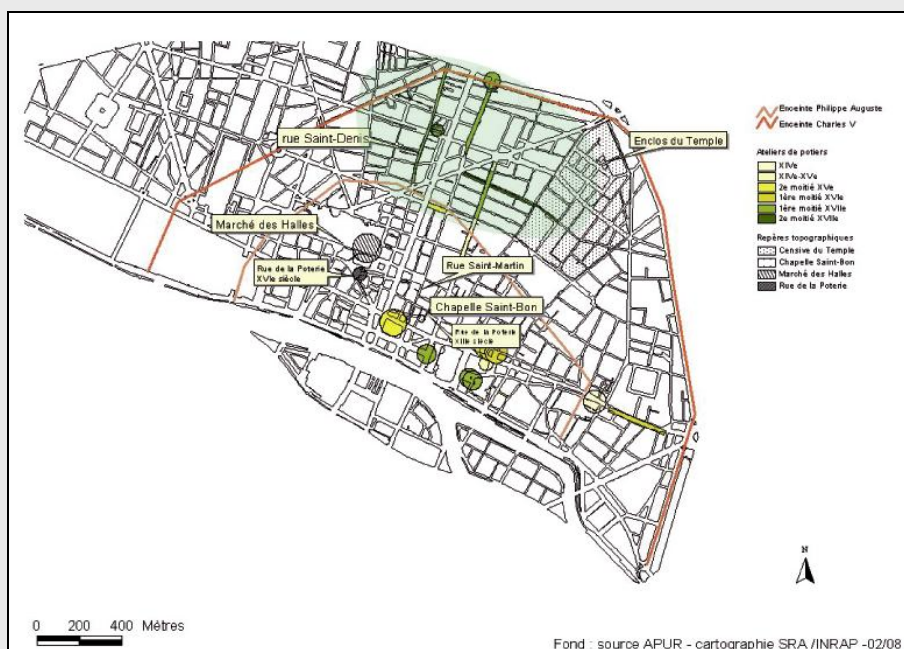 rue Saint-Denis
Enclos du Temple
Marché des Halles
Rue de la Poterie
XVIe siècle
Rue Saint-Martin
Chapelle Saint-Bon
Rue de la Poterie
XIIIe siècle
Enceinte Philippe Auguste
Enceinte Charles V
Ateliers de potiers
XIVe
XIVe-XVe
2e moitié XVe
1ère moitié XVIe
1ère moitié XVIIe
2e moitié XVIIe
Repères topographiques
Censive du Temple
Chapelle Saint-Bon
Marché des Halles
Rue de la Poterie
N
0 200 400 Métres
Fond : source APUR - cartographie SRA /INRAP -02/08